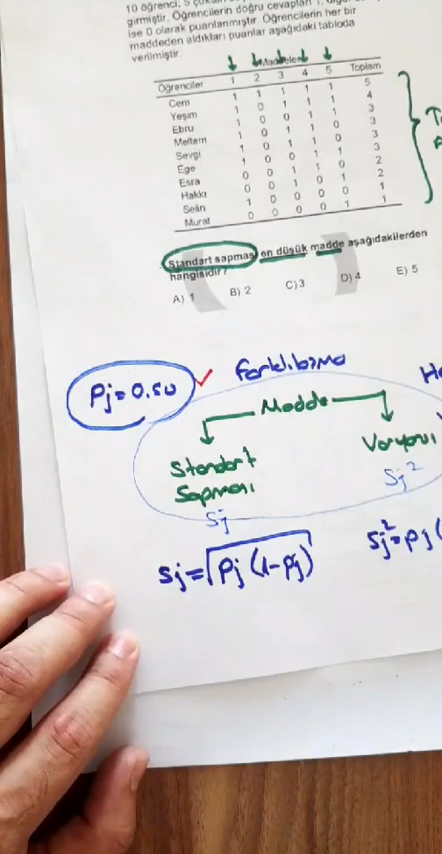 10 öğrenci, 5 çoktan
girmiştir. Öğrencilerin doğru cevapları 1,
ise 0 olarak puanlanmıştır. Öğrencilerin her bir
maddeden aldıkları puanlar aşağıdaki tabloda
verilmiştir.
Maddeler
Öğrenciler 1 2 3 4 5 Toplam
Cem 1 1 1 1 1 5
Yeşim 1 0 1 1 1 4
Ebru 1 0 0 1 1 3
Meltem 1 0 1 1 0 3
Sevgi 1 0 1 1 0 3
Ege 1 0 0 1 1 3
Esra 0 0 1 1 0 2
Hakkı 0 0 1 0 1 2
Selin 1 0 0 0 0 1
Murat 0 0 0 0 1 1
Standart sapması en düşük madde aşağıdakilerden
hangisidir?
A) 1 B) 2 C) 3 D) 4 E) 5
Pj=0.50 ✓
Madde
Standart
Sapması
Sj
Varyansı
Sj²
Sj=√Pj(1-Pj)
Sj²=Pj(